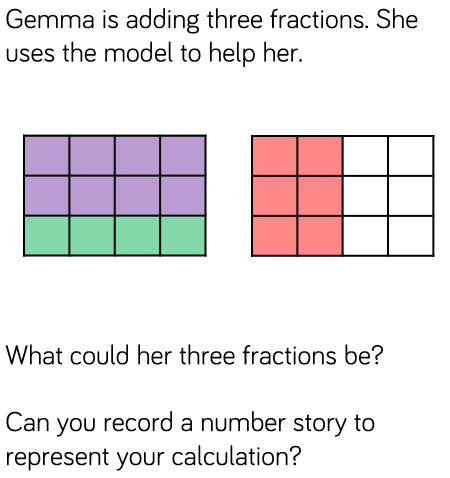 Gemma is adding three fractions. She
uses the model to help her.
What could her three fractions be?
Can you record a number story to
represent your calculation?